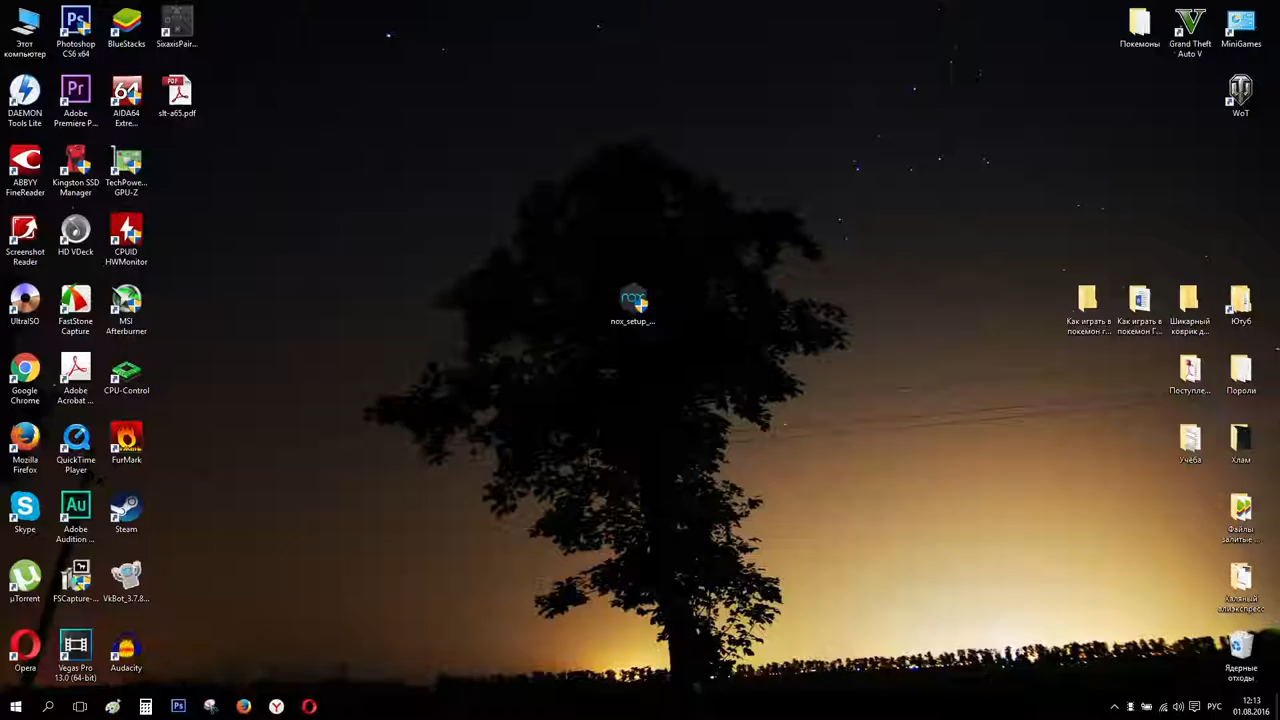 Этот
компьютер
Photoshop
CS6 x64
BlueStacks
SixaxisPair...
DAEMON
Tools Lite
Adobe
Premiere P...
AIDA64
Extre...
slt-a65.pdf
ABBYY
FineReader
Kingston SSD
Manager
TechPowe...
GPU-Z
Screenshot
Reader
HD VDeck
CPUID
HWMonitor
UltraISO
FastStone
Capture
MSI
Afterburner
Google
Chrome
Adobe
Acrobat ...
CPU-Control
Mozilla
Firefox
QuickTime
Player
FurMark
Skype
Adobe
Audition ...
Steam
µTorrent
FSCapture-...
VkBot_3.7.8...
Opera
Vegas Pro
13.0 (64-bit)
Audacity
nox_setup_...
Покемоны
Grand Theft
Auto V
MiniGames
WoT
Как играть в
покемон г...
Как играть в
покемон Г...
Шикарный
коврик д...
Ютуб
Поступле...
Пороли
Учёба
Хлам
Файлы
залитые ...
Халяный
алиэкспресс
Ядерные
отходы
РУС
12:13
01.08.2016